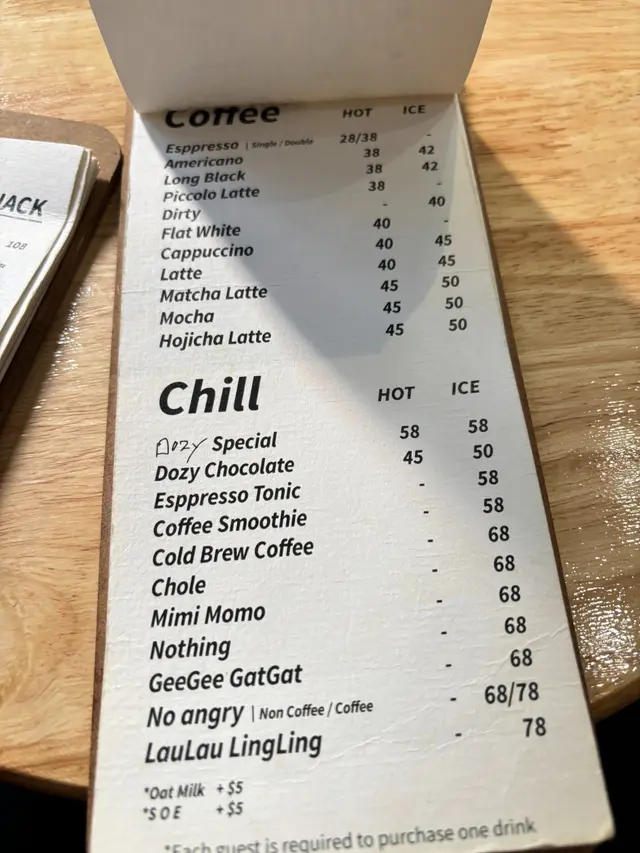 Coffee HOT ICE
Esppresso | Single / Double 28/38 -
Americano 38 42
Long Black 38 42
Piccolo Latte 38 -
Dirty - 40
Flat White 40 -
Cappuccino 40 45
Latte 40 45
Matcha Latte 45 50
Mocha 45 50
Hojicha Latte 45 50
Chill HOT ICE
Dozy Special 58 58
Dozy Chocolate 45 50
Esppresso Tonic - 58
Coffee Smoothie - 58
Cold Brew Coffee - 68
Chole - 68
Mimi Momo - 68
Nothing - 68
GeeGee GatGat - 68
No angry | Non Coffee / Coffee - 68/78
LauLau LingLing - 78
*Oat Milk +$5
*S O E +$5
*Each guest is required to purchase one drink
ACK
108